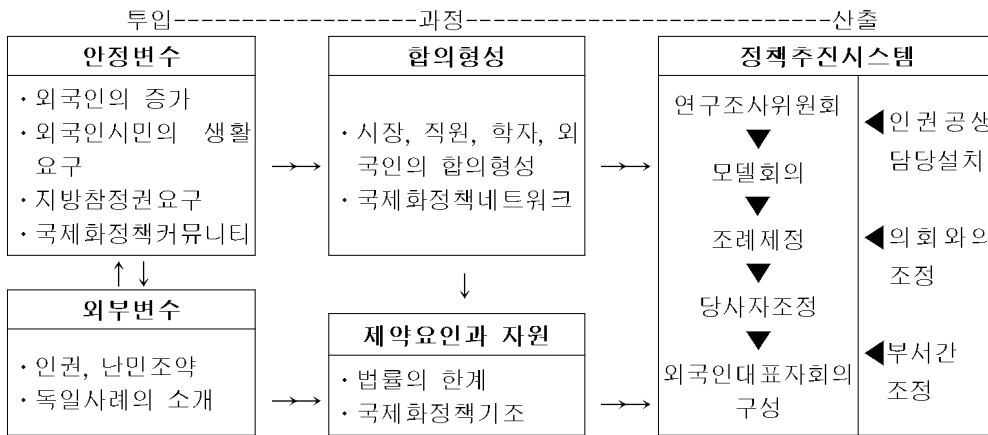 투입--------------------과정----------------------------산출
안정변수
· 외국인의 증가
· 외국인시민의 생활
요구
· 지방참정권요구
· 국제화정책커뮤니티
↑ ↓
외부변수
· 인권, 난민조약
· 독일사례의 소개
합의형성
· 시장, 직원, 학자, 외
국인의 합의형성
· 국제화정책네트워크
↓
제약요인과 자원
· 법률의 한계
· 국제화정책기조
정책추진시스템
연구조사위원회
▼
모델회의
▼
조례제정
▼
당사자조정
▼
외국인대표자회의
구성
◀인권공생
담당설치
◀의회와의
조정
◀부서간
조정